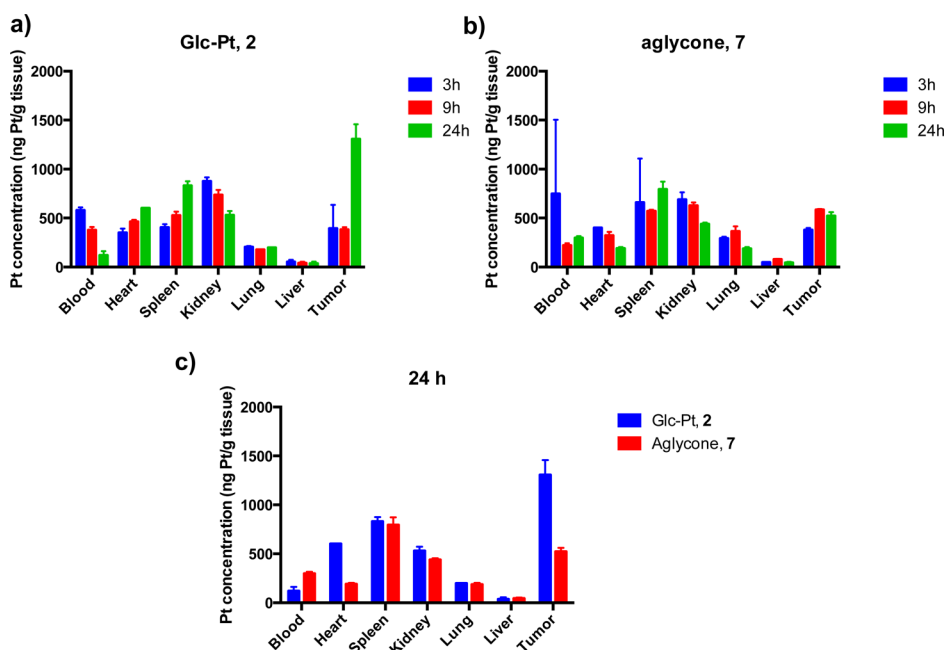 a)
Glc-Pt, 2
Pt concentration (ng Pt/g tissue)
2000
1500
1000
500
0
Blood
Heart
Spleen
Kidney
Lung
Liver
Tumor
3h
9h
24h
b)
aglycone, 7
Pt concentration (ng Pt/g tissue)
2000
1500
1000
500
0
Blood
Heart
Spleen
Kidney
Lung
Liver
Tumor
3h
9h
24h
c)
24 h
Pt concentration (ng Pt/g tissue)
2000
1500
1000
500
0
Blood
Heart
Spleen
Kidney
Lung
Liver
Tumor
Glc-Pt, 2
Aglycone, 7